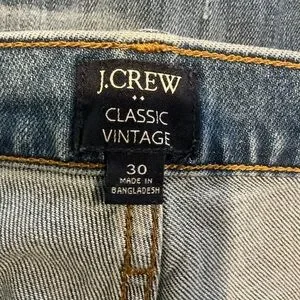 J.CREW
CLASSIC
VINTAGE
30
MADE IN
BANGLADESH